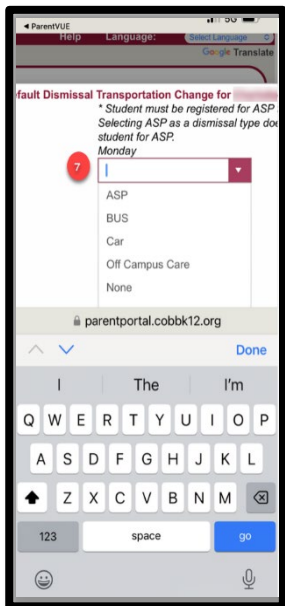 ParentVUE
5G
Help Language: Select Language
Google Translate
fault Dismissal Transportation Change for
* Student must be registered for ASP
Selecting ASP as a dismissal type doe
student for ASP.
Monday
7
ASP
BUS
Car
Off Campus Care
None
parentportal.cobbk12.org
Done
I The I'm
Q W E R T Y U I O P
A S D F G H J K L
Z X C V B N M
123 space go